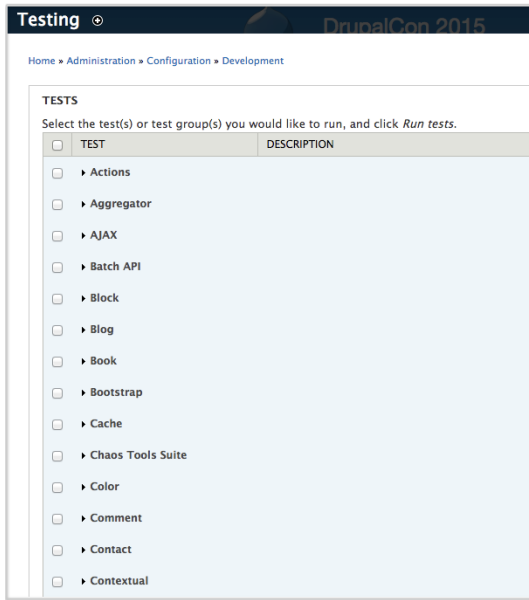 Testing
DrupalCon 2015
Home » Administration » Configuration » Development
TESTS
Select the test(s) or test group(s) you would like to run, and click Run tests.
TEST DESCRIPTION
Actions
Aggregator
AJAX
Batch API
Block
Blog
Book
Bootstrap
Cache
Chaos Tools Suite
Color
Comment
Contact
Contextual